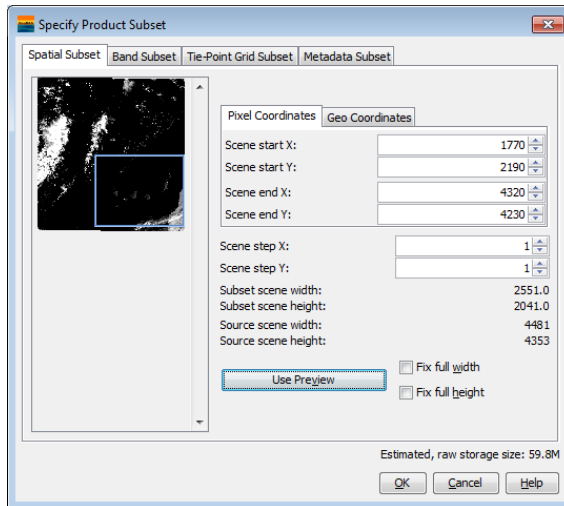 Specify Product Subset
Spatial Subset Band Subset Tie-Point Grid Subset Metadata Subset
Pixel Coordinates Geo Coordinates
Scene start X: 1770
Scene start Y: 2190
Scene end X: 4320
Scene end Y: 4230
Scene step X: 1
Scene step Y: 1
Subset scene width: 2551.0
Subset scene height: 2041.0
Source scene width: 4481
Source scene height: 4353
Use Preview
Fix full width
Fix full height
Estimated, raw storage size: 59.8M
OK Cancel Help